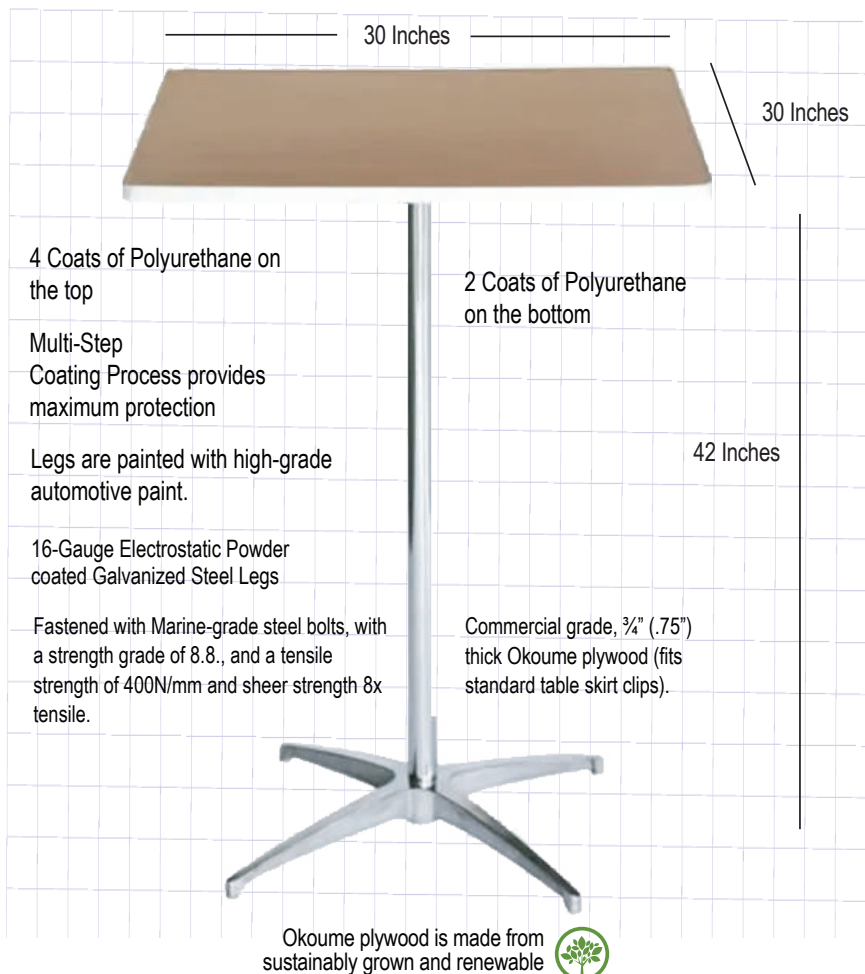 30 Inches
30 Inches
4 Coats of Polyurethane on
the top
2 Coats of Polyurethane
on the bottom
Multi-Step
Coating Process provides
maximum protection
42 Inches
Legs are painted with high-grade
automotive paint.
16-Gauge Electrostatic Powder
coated Galvanized Steel Legs
Fastened with Marine-grade steel bolts, with
a strength grade of 8.8., and a tensile
strength of 400N/mm and sheer strength 8x
tensile.
Commercial grade, ¾” (.75”)
thick Okoume plywood (fits
standard table skirt clips).
Okoume plywood is made from
sustainably grown and renewable